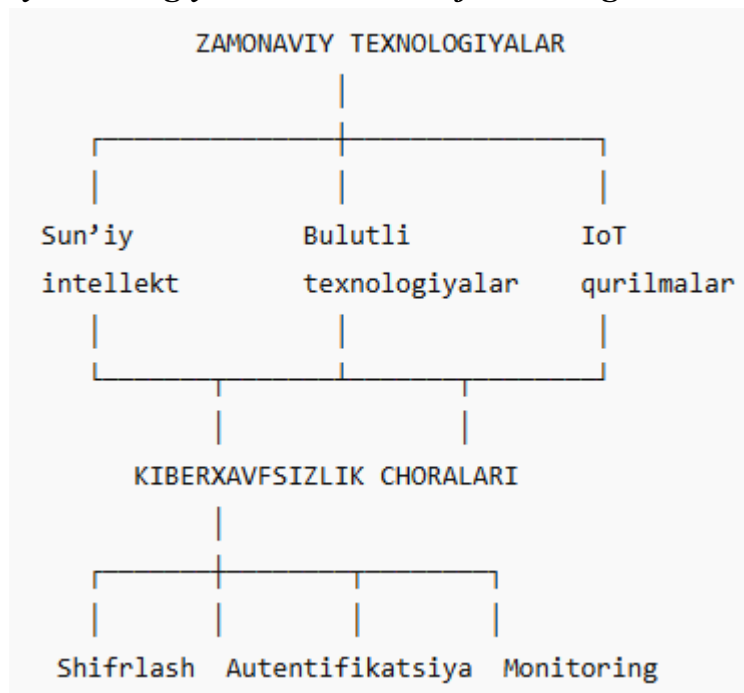 ZAMONAVIY TEXNOLOGIYALAR
Sun’iy intellekt
Bulutli texnologiyalar
IoT qurilmalar
KIBERXAVFSIZLIK CHORALARI
Shifrlash Autentifikatsiya Monitoring